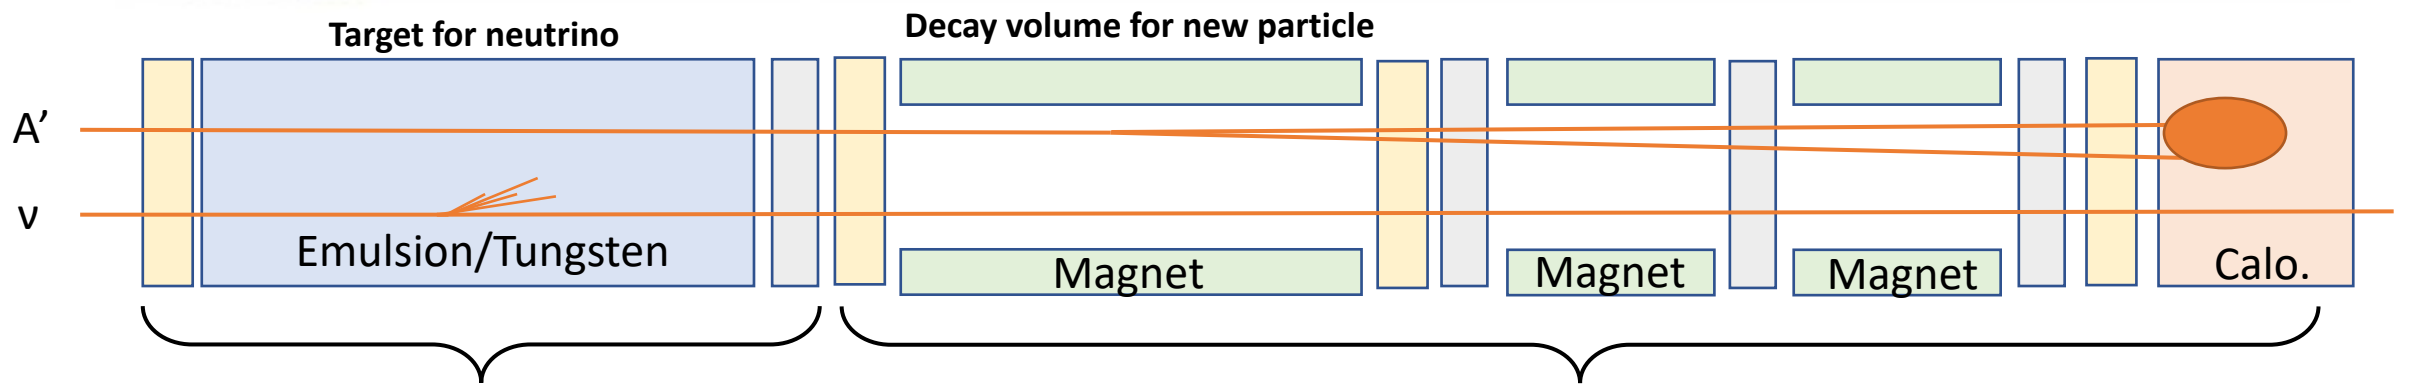 Target for neutrino
Decay volume for new particle
A’
ν
Emulsion/Tungsten
Magnet
Magnet
Magnet
Calo.